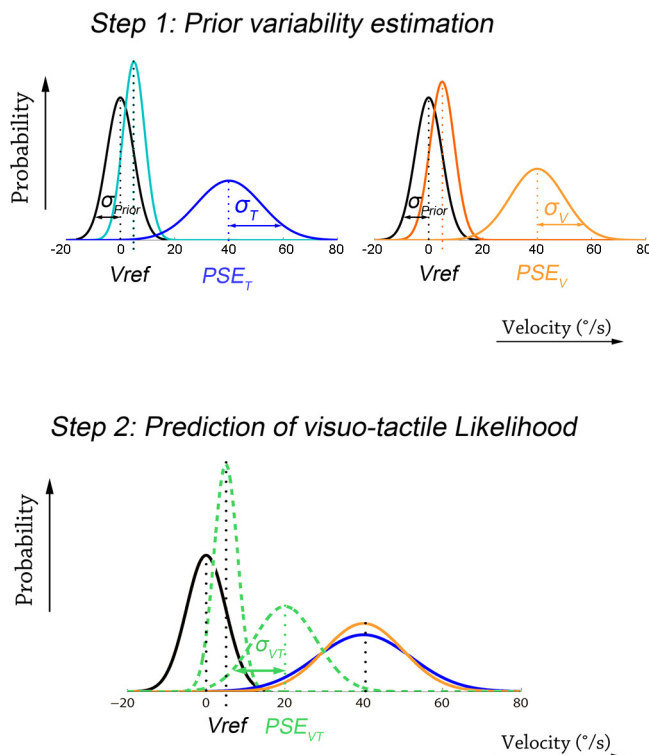 Step 1: Prior variability estimation
Probability
σPrior
σT
σPrior
σV
-20 0 20 40 60 80
-20 0 20 40 60 80
Vref
PSET
Vref
PSEV
Velocity (°/s)
Step 2: Prediction of visuo-tactile Likelihood
Probability
σVT
−20 0 20 40 60 80
Vref
PSEVT
Velocity (°/s)